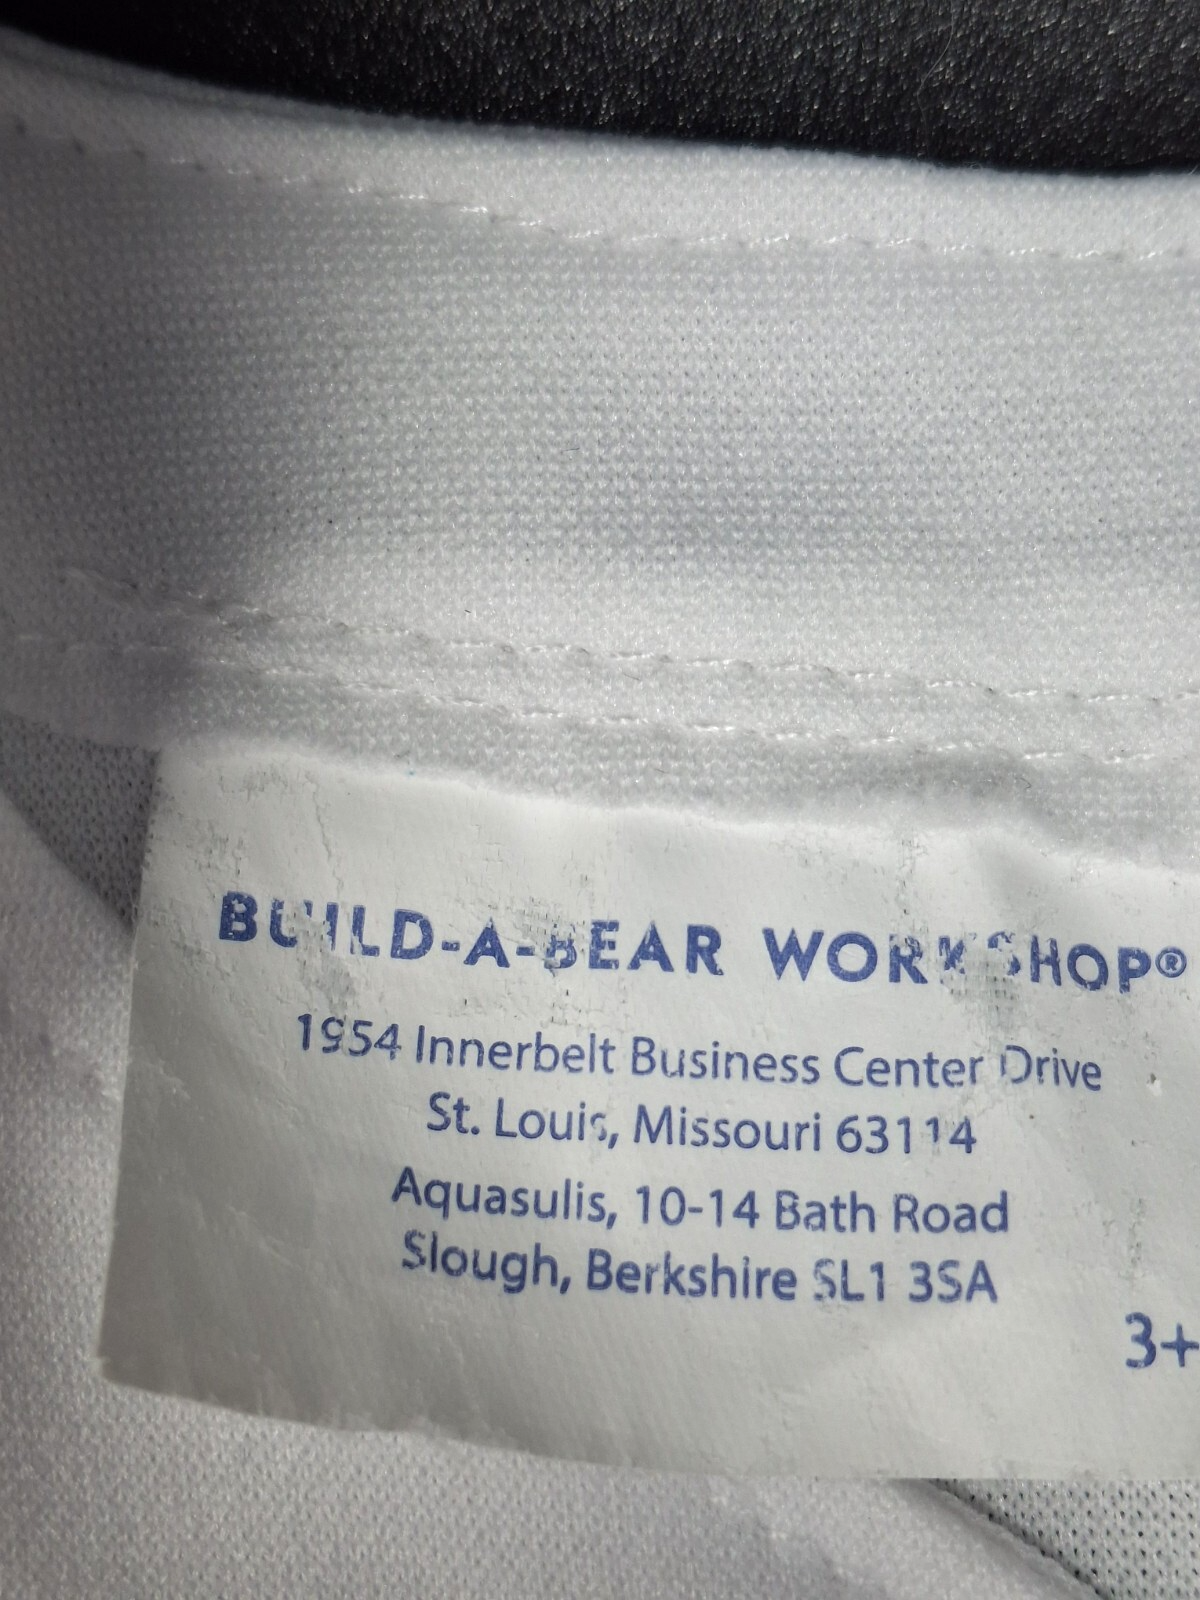 BUILD-A-BEAR WORKSHOP®
1954 Innerbelt Business Center Drive
St. Louis, Missouri 63114
Aquasulis, 10-14 Bath Road
Slough, Berkshire SL1 3SA
3+